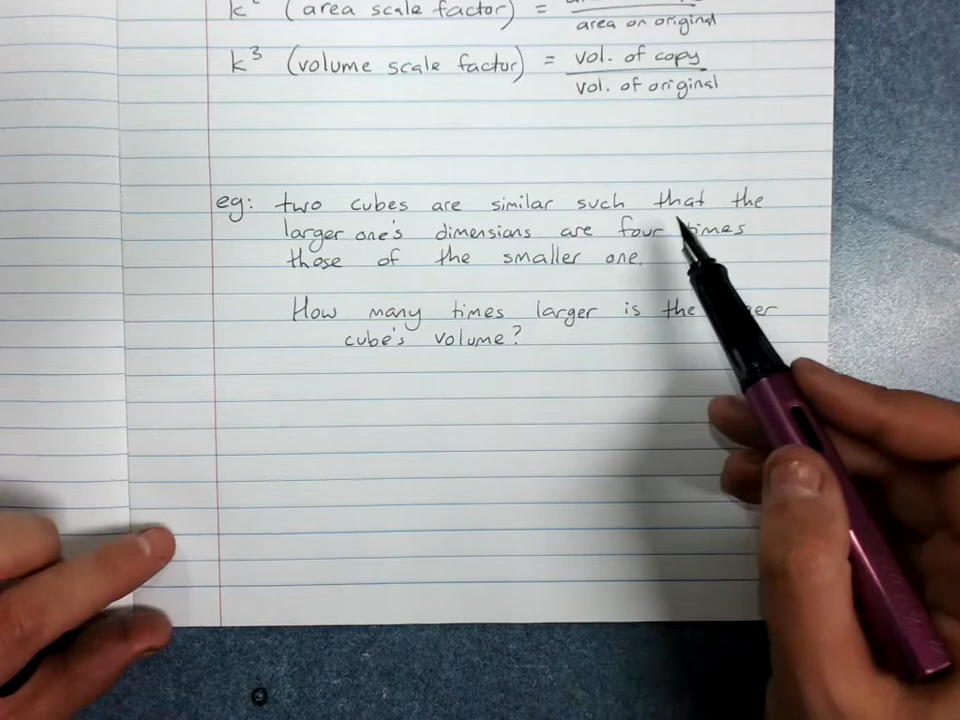 k² (area scale factor) =
area on original
k³ (volume scale factor) = vol. of copy
vol. of original
eg: two cubes are similar such that the
larger one's dimensions are four times
those of the smaller one.
How many times larger is the
cube's volume?